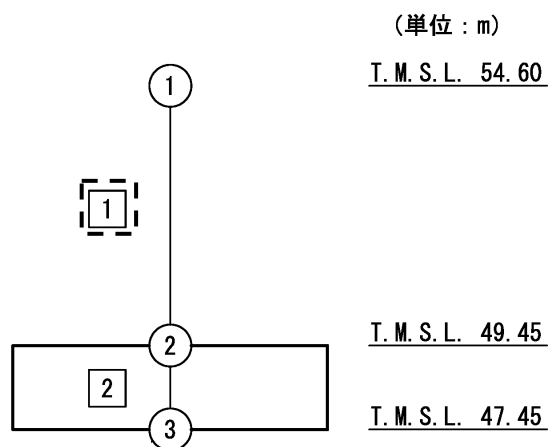 (単位：m)
① T.M.S.L. 54.60
1
② T.M.S.L. 49.45
2
③ T.M.S.L. 47.45